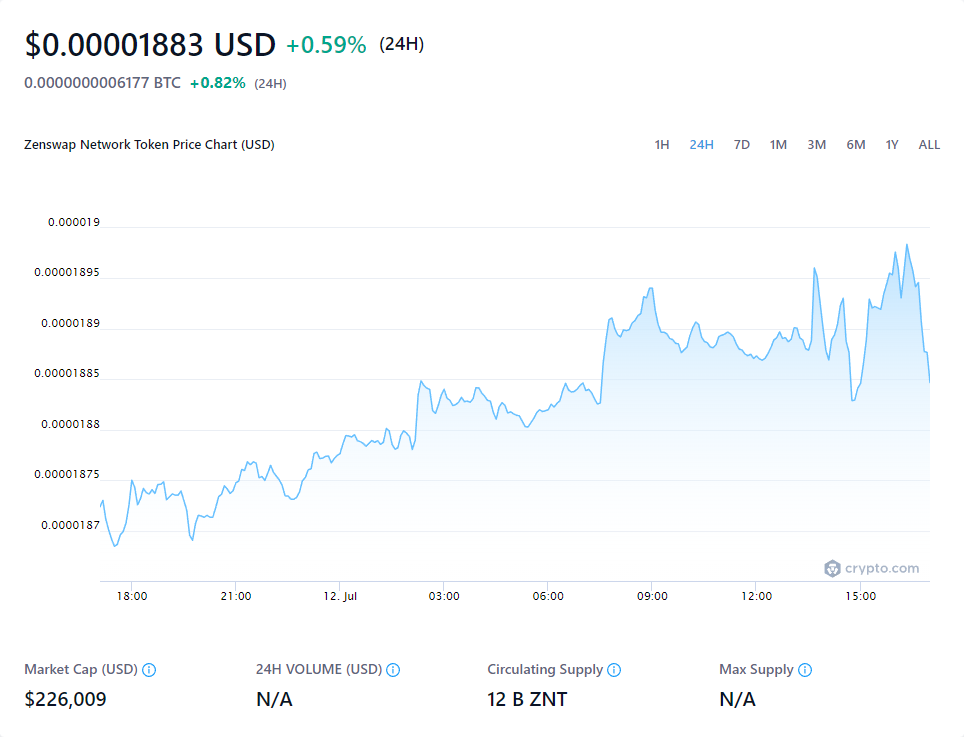 $0.00001883 USD +0.59% (24H)
0.0000000006177 BTC +0.82% (24H)
Zenswap Network Token Price Chart (USD) 1H 24H 7D 1M 3M 6M 1Y ALL
0.000019
0.00001895
0.0000189
0.00001885
0.0000188
0.00001875
0.0000187
crypto.com
18:00 21:00 12. Jul 03:00 06:00 09:00 12:00 15:00
Market Cap (USD) 24H VOLUME (USD) Circulating Supply Max Supply
$226,009 N/A 12 B ZNT N/A